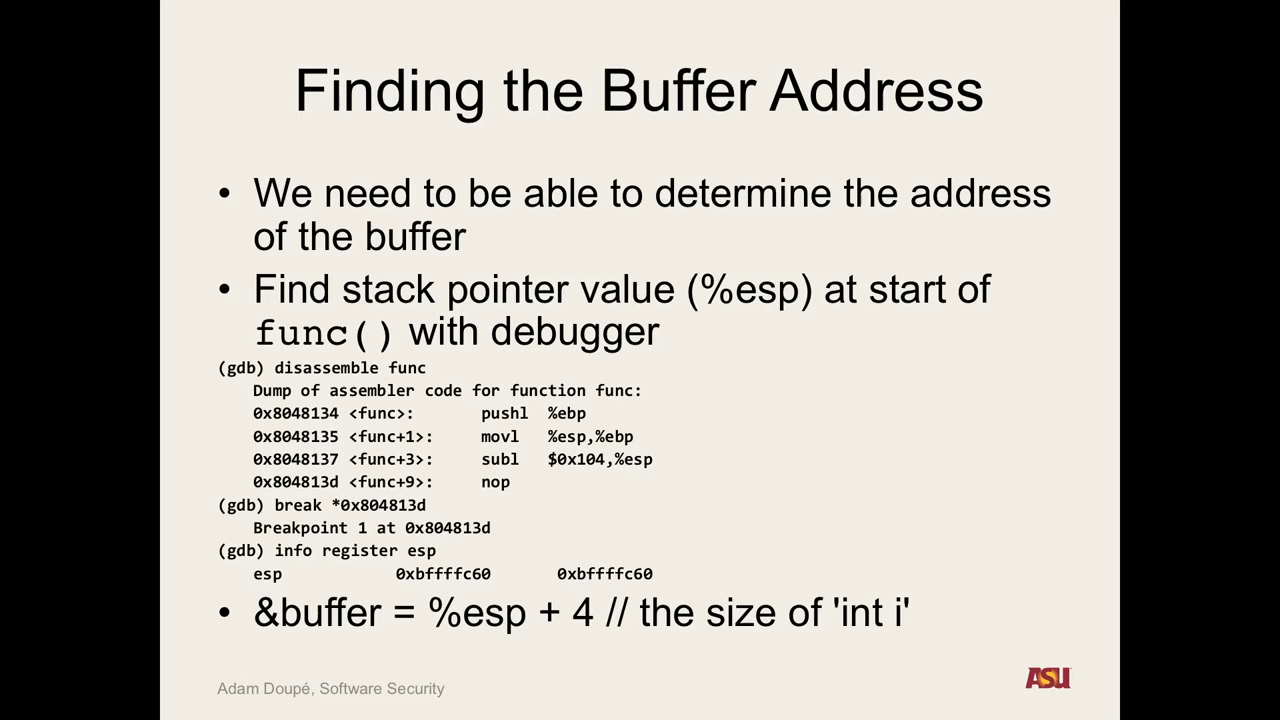 Finding the Buffer Address
• We need to be able to determine the address
of the buffer
• Find stack pointer value (%esp) at start of
func() with debugger
(gdb) disassemble func
Dump of assembler code for function func:
0x8048134 <func>: pushl %ebp
0x8048135 <func+1>: movl %esp,%ebp
0x8048137 <func+3>: subl $0x104,%esp
0x804813d <func+9>: nop
(gdb) break *0x804813d
Breakpoint 1 at 0x804813d
(gdb) info register esp
esp 0xbffffc60 0xbffffc60
• &buffer = %esp + 4 // the size of 'int i'
Adam Doupé, Software Security
ASU